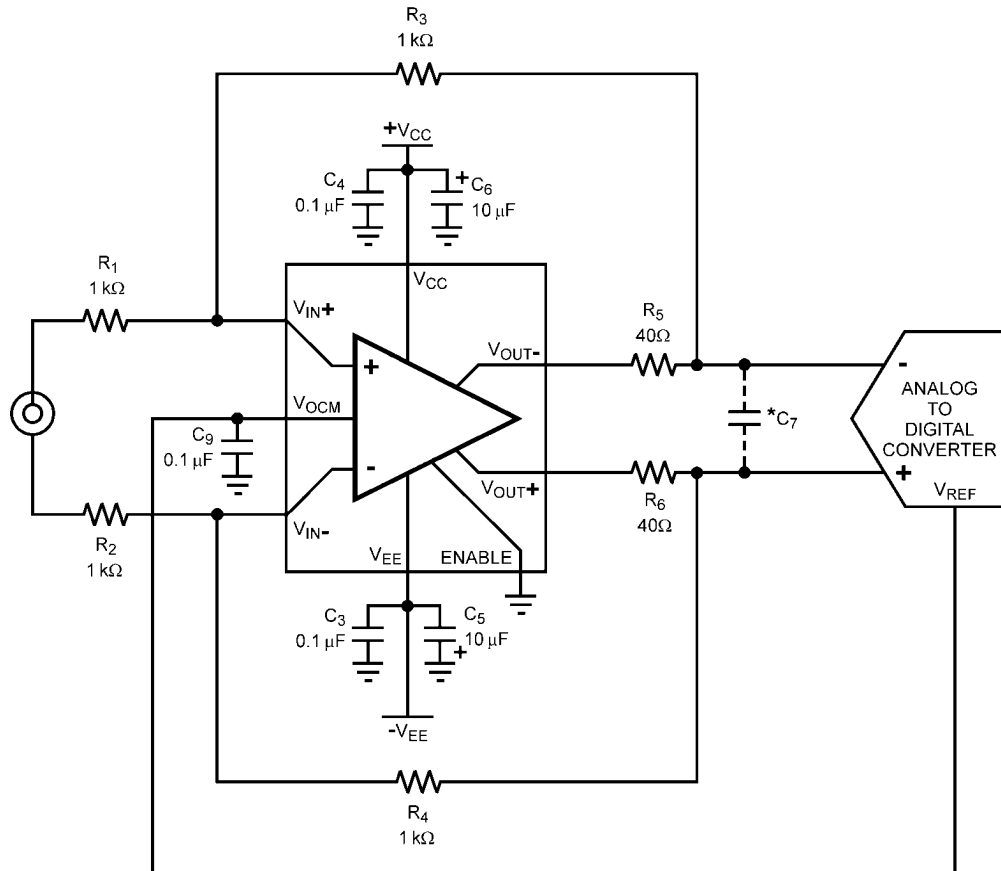 R3
1 kΩ
+VCC
C4
0.1 µF
+
C6
10 µF
R1
1 kΩ
VIN+
VCC
R5
40Ω
VOUT-
+
-
VOCM
ANALOG
TO
DIGITAL
CONVERTER
*C7
C9
0.1 µF
-
+
VOUT+
VREF
R6
40Ω
VIN-
R2
1 kΩ
VEE
ENABLE
C3
0.1 µF
C5
10 µF
+
-VEE
R4
1 kΩ